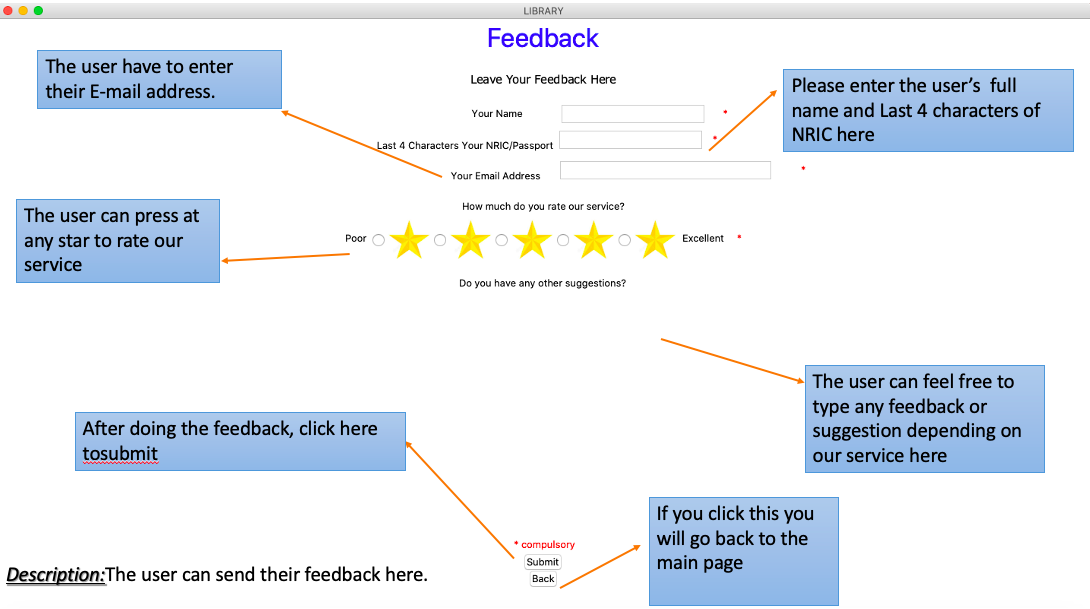 LIBRARY
Feedback
The user have to enter
their E-mail address.
Leave Your Feedback Here
Please enter the user’s  full
name and Last 4 characters of
NRIC here
Your Name *
Last 4 Characters Your NRIC/Passport *
Your Email Address *
The user can press at
any star to rate our
service
How much do you rate our service?
Poor Excellent *
Do you have any other suggestions?
The user can feel free to
type any feedback or
suggestion depending on
our service here
After doing the feedback, click here
tosubmit
If you click this you
will go back to the
main page
* compulsory
Submit
Back
Description:The user can send their feedback here.